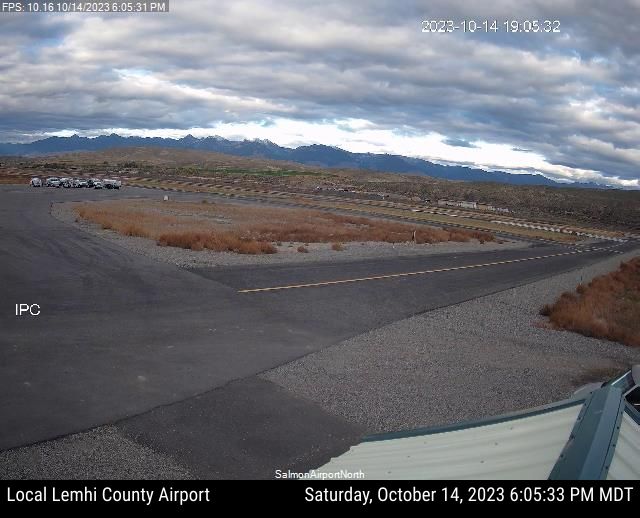 FPS: 10.16 10/14/2023 6:05:31 PM
2023-10-14 19:05:32
IPC
SalmonAirportNorth
Local Lemhi County Airport
Saturday, October 14, 2023 6:05:33 PM MDT